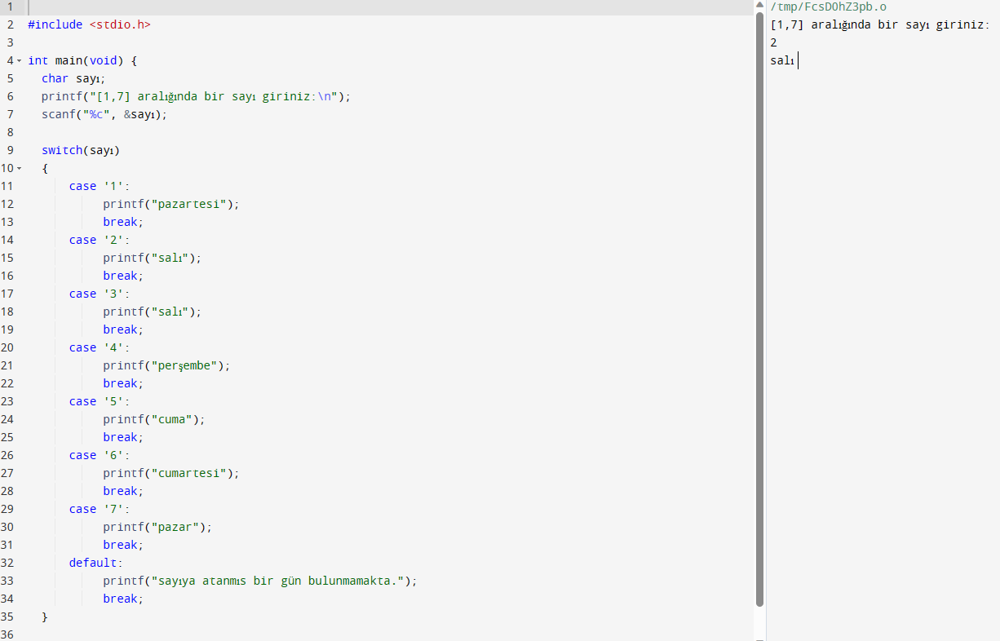 1
2 #include <stdio.h>
3
4 int main(void) {
5 char sayı;
6 printf("[1,7] aralığında bir sayı giriniz:\n");
7 scanf("%c", &sayı);
8
9 switch(sayı)
10 {
11 case '1':
12 printf("pazartesi");
13 break;
14 case '2':
15 printf("salı");
16 break;
17 case '3':
18 printf("salı");
19 break;
20 case '4':
21 printf("perşembe");
22 break;
23 case '5':
24 printf("cuma");
25 break;
26 case '6':
27 printf("cumartesi");
28 break;
29 case '7':
30 printf("pazar");
31 break;
32 default:
33 printf("sayıya atanmıs bir gün bulunmamakta.");
34 break;
35 }
36
/tmp/FcsDOhZ3pb.o
[1,7] aralığında bir sayı giriniz:
2
salı